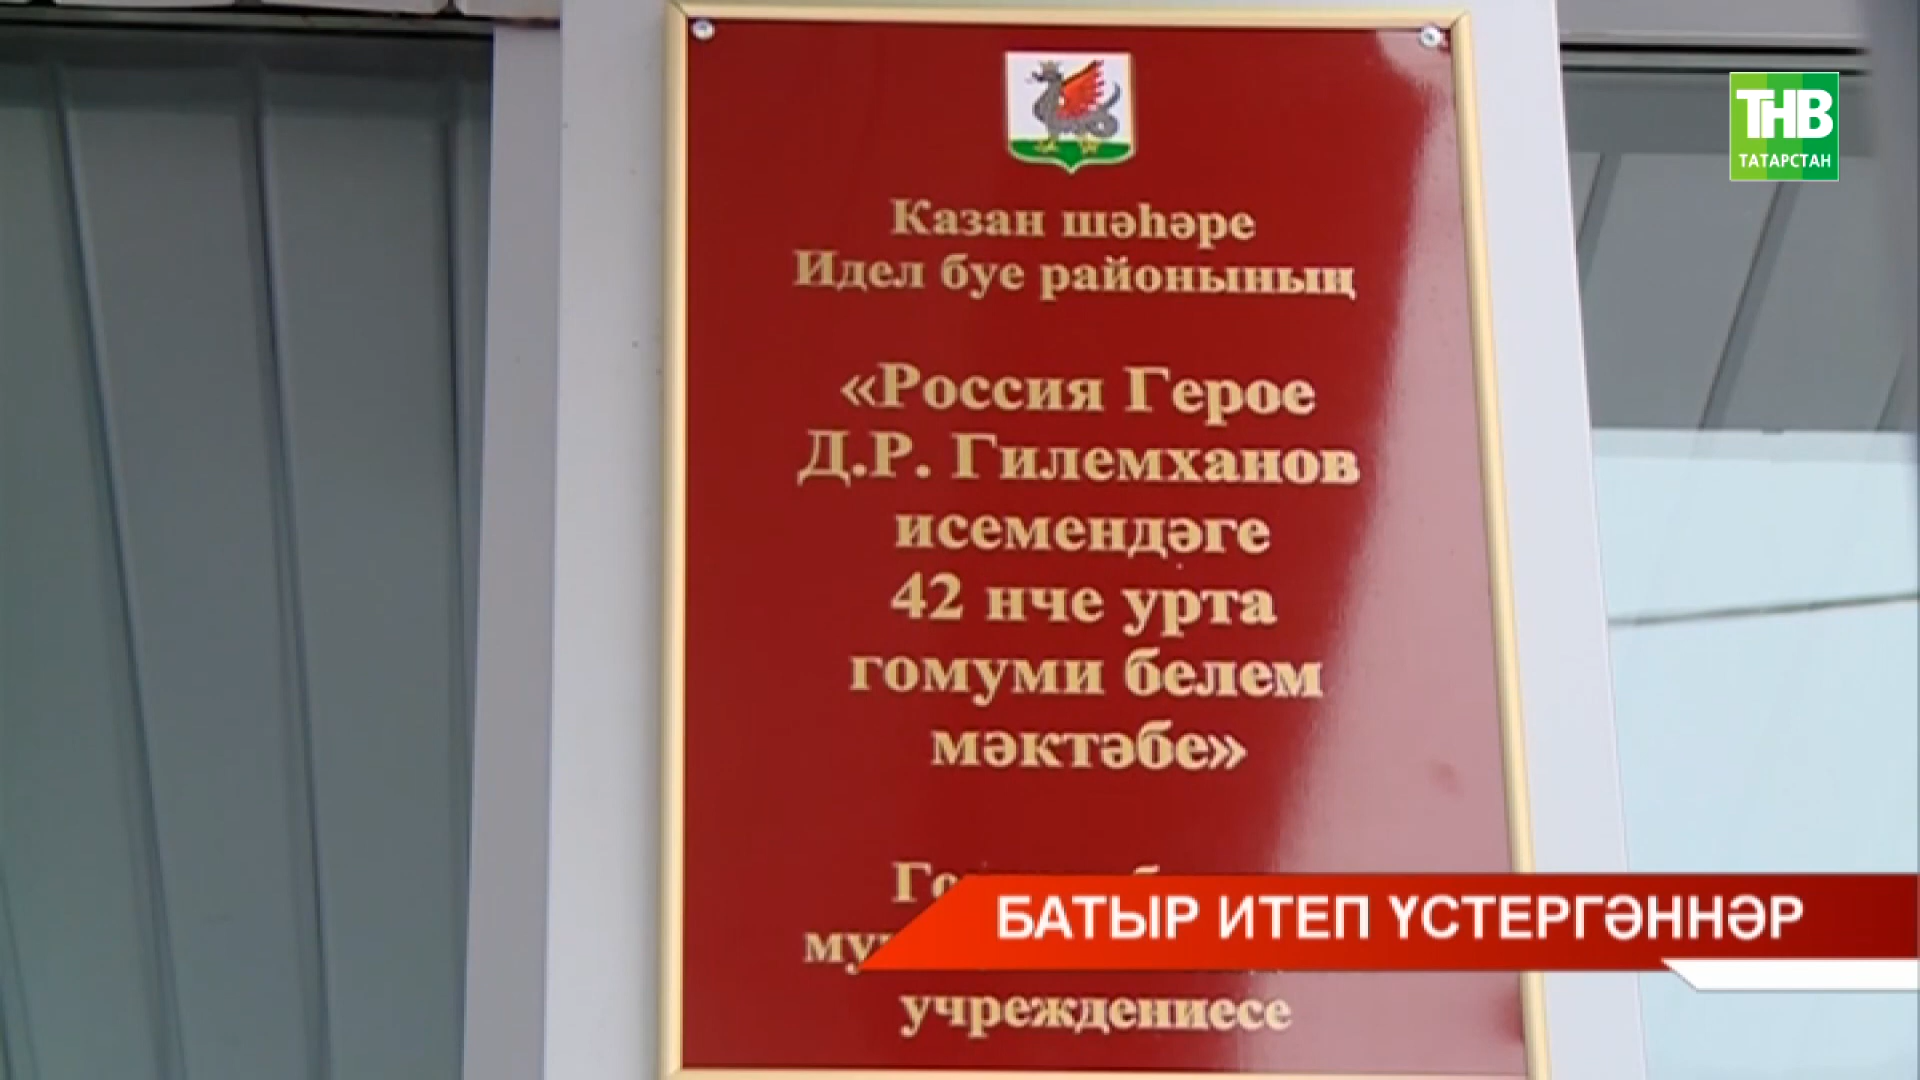 ТНВ
ТАТАРСТАН
Казан шәһәре
Идел буе районының
«Россия Герое
Д.Р. Гилемханов
исемендәге
42 нче урта
гомуми белем
мәктәбе»
учреждениесе
БАТЫР ИТЕП ҮСТЕРГӘННӘР